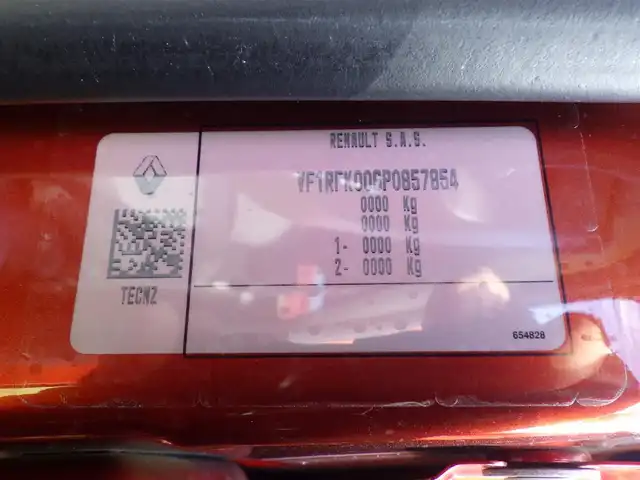 RENAULT S.A.S.
VF1RFK00GP0857854
0000 Kg
0000 Kg
1- 0000 Kg
2- 0000 Kg
TECNZ
654828